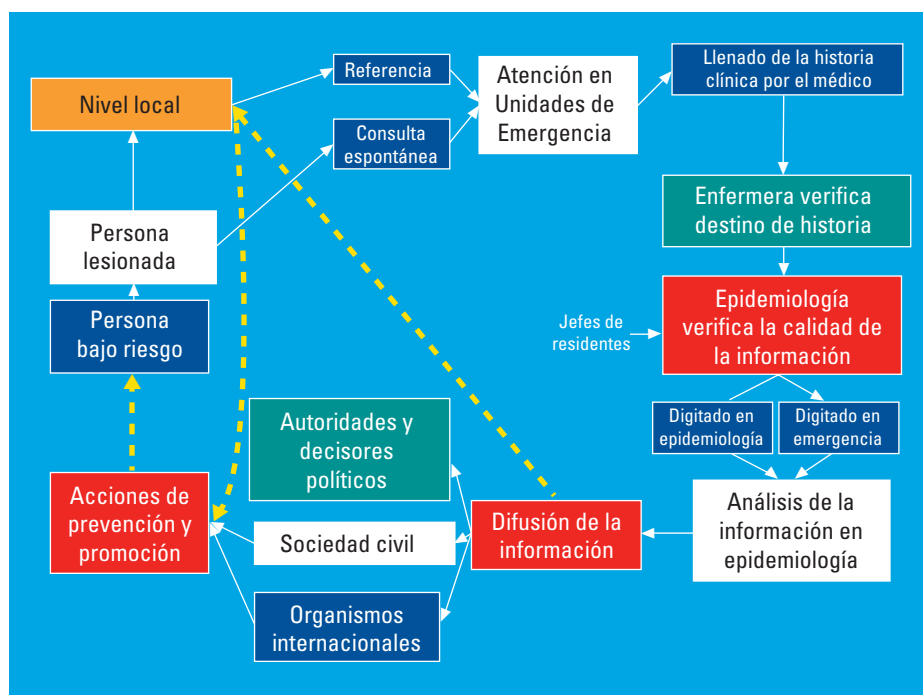 Nivel local
Referencia
Consulta
espontánea
Atención en
Unidades de
Emergencia
Llenado de la historia
clínica por el médico
Enfermera verifica
destino de historia
Persona
lesionada
Persona
bajo riesgo
Jefes de
residentes
Epidemiología
verifica la calidad de
la información
Digitado en
epidemiología
Digitado en
emergencia
Autoridades y
decisores
políticos
Acciones de
prevención y
promoción
Sociedad civil
Difusión de la
información
Análisis de la
información en
epidemiología
Organismos
internacionales